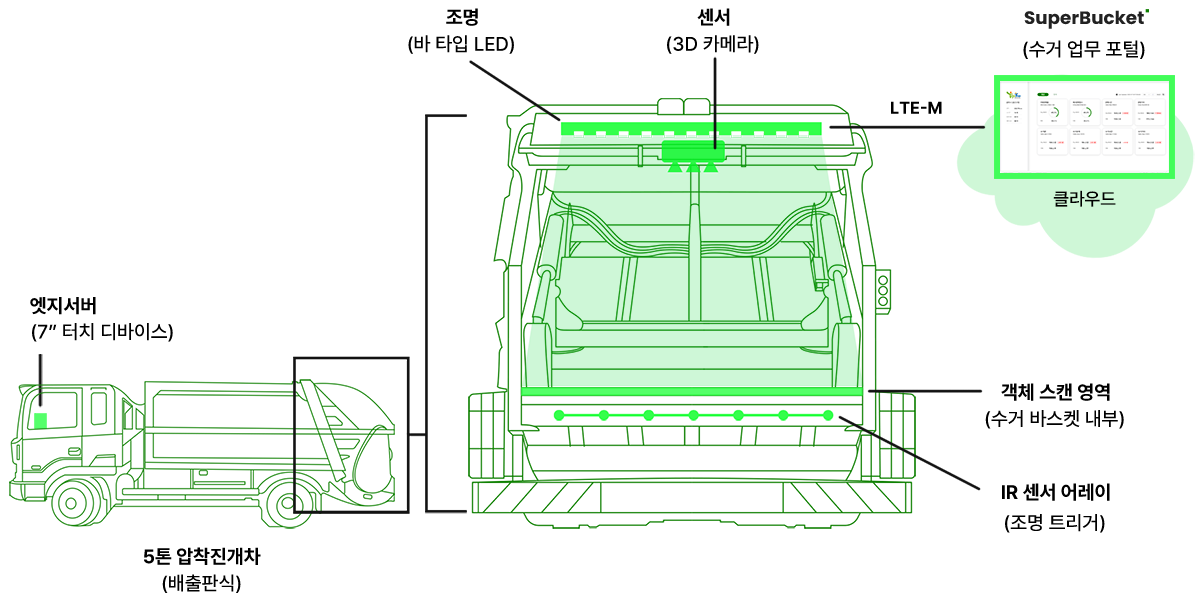 조명
(바 타입 LED)
센서
(3D 카메라)
SuperBucket
(수거 업무 포털)
LTE-M
클라우드
엣지서버
(7” 터치 디바이스)
객체 스캔 영역
(수거 바스켓 내부)
IR 센서 어레이
(조명 트리거)
5톤 압착진개차
(배출판식)